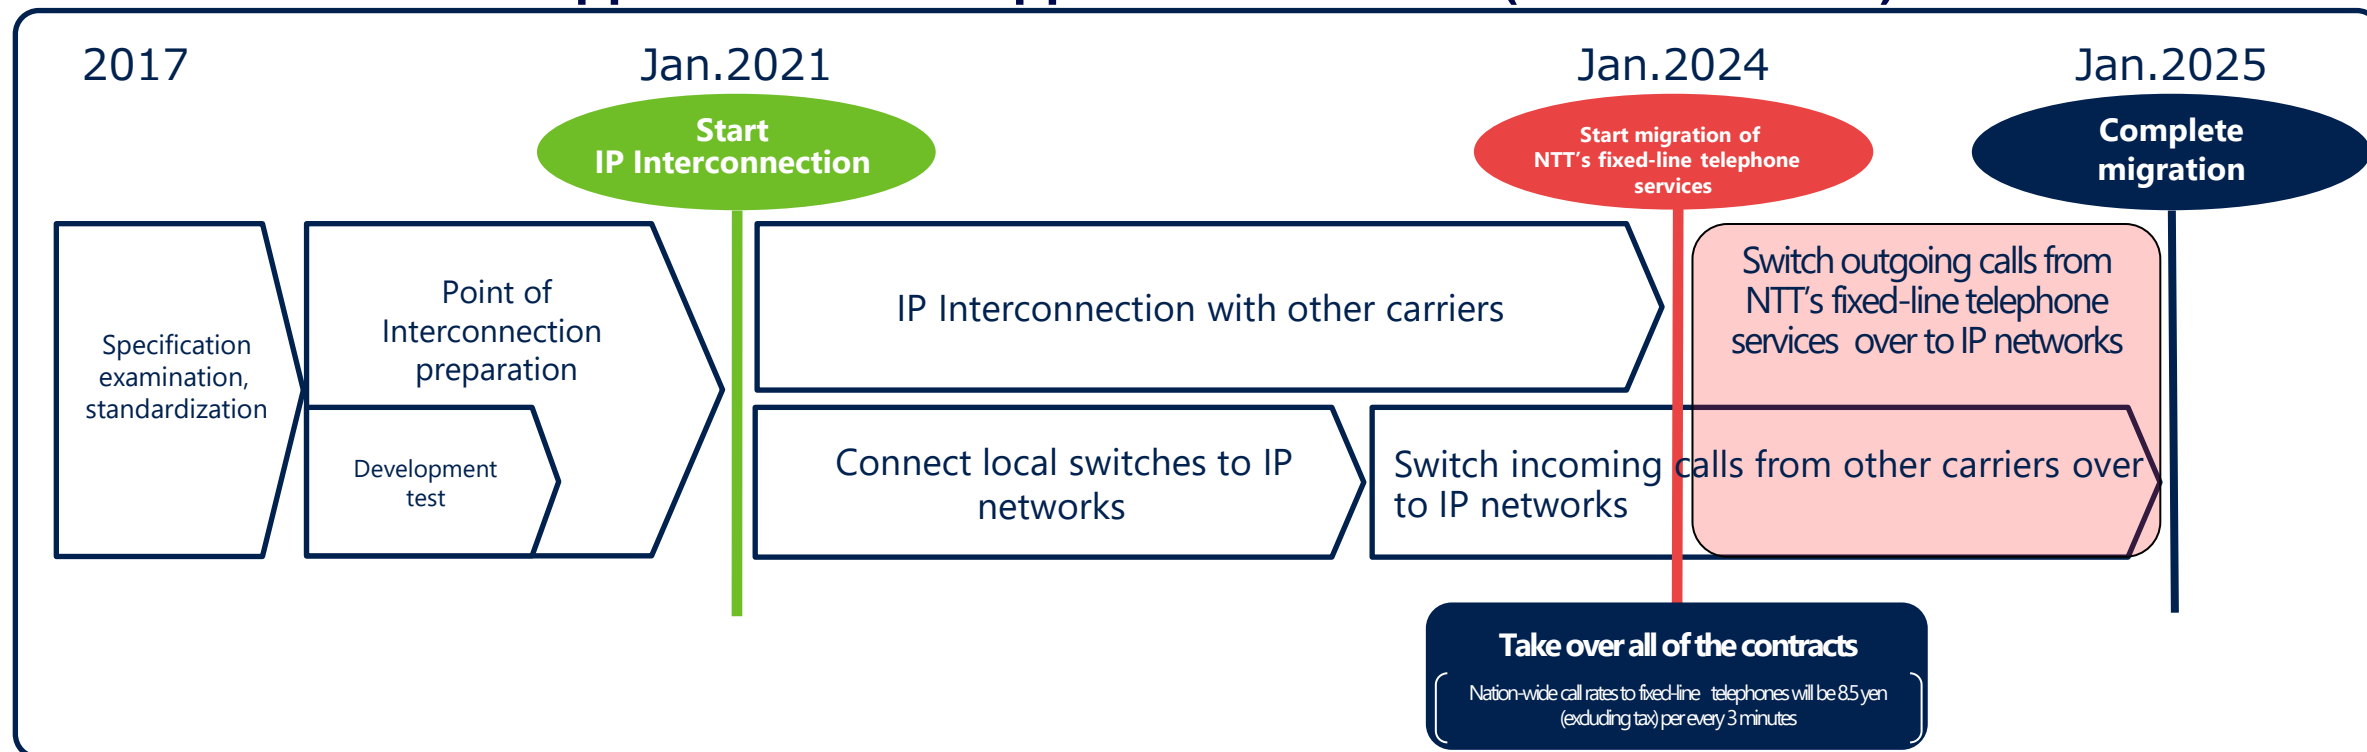 2017
Jan.2021
Jan.2024
Jan.2025
Start
IP Interconnection
Start migration of
NTT's fixed-line telephone
services
Complete
migration
Specification
examination,
standardization
Point of
Interconnection
preparation
Development
test
IP Interconnection with other carriers
Connect local switches to IP
networks
Switch outgoing calls from
NTT's fixed-line telephone
services over to IP networks
Switch incoming calls from other carriers over
to IP networks
Take over all of the contracts
Nation-wide call rates to fixed-line telephones will be 8.5 yen
(excluding tax) per every 3 minutes